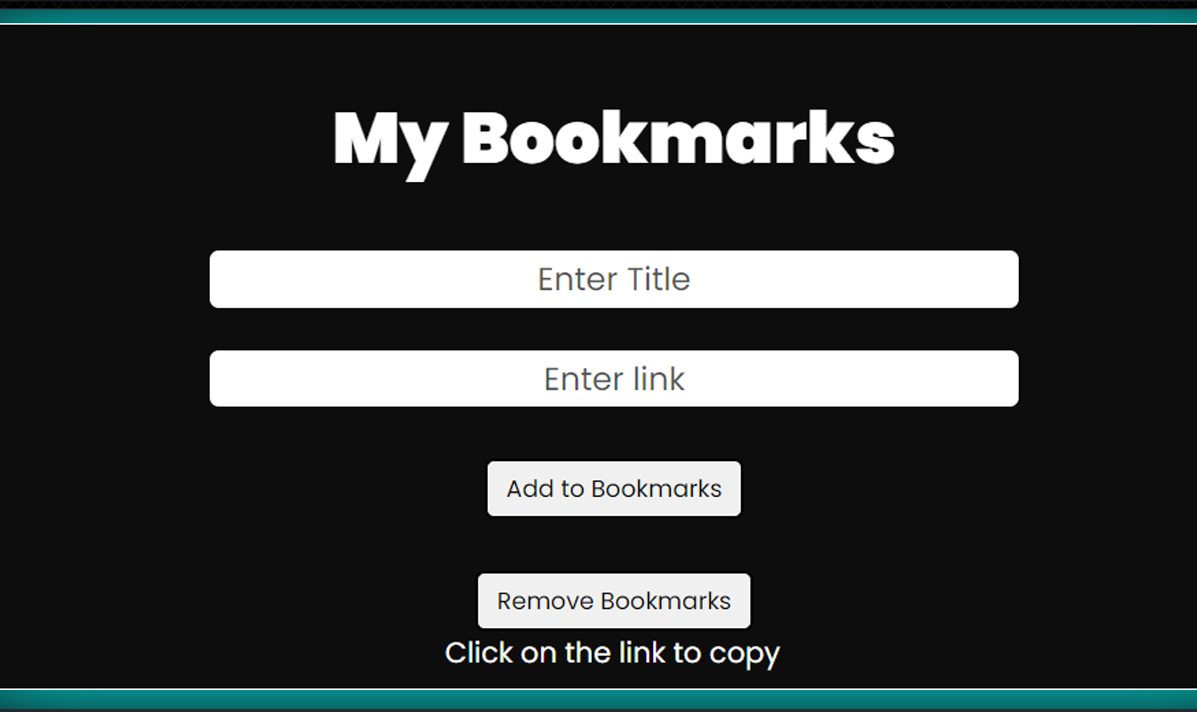 My Bookmarks
Enter Title
Enter link
Add to Bookmarks
Remove Bookmarks
Click on the link to copy